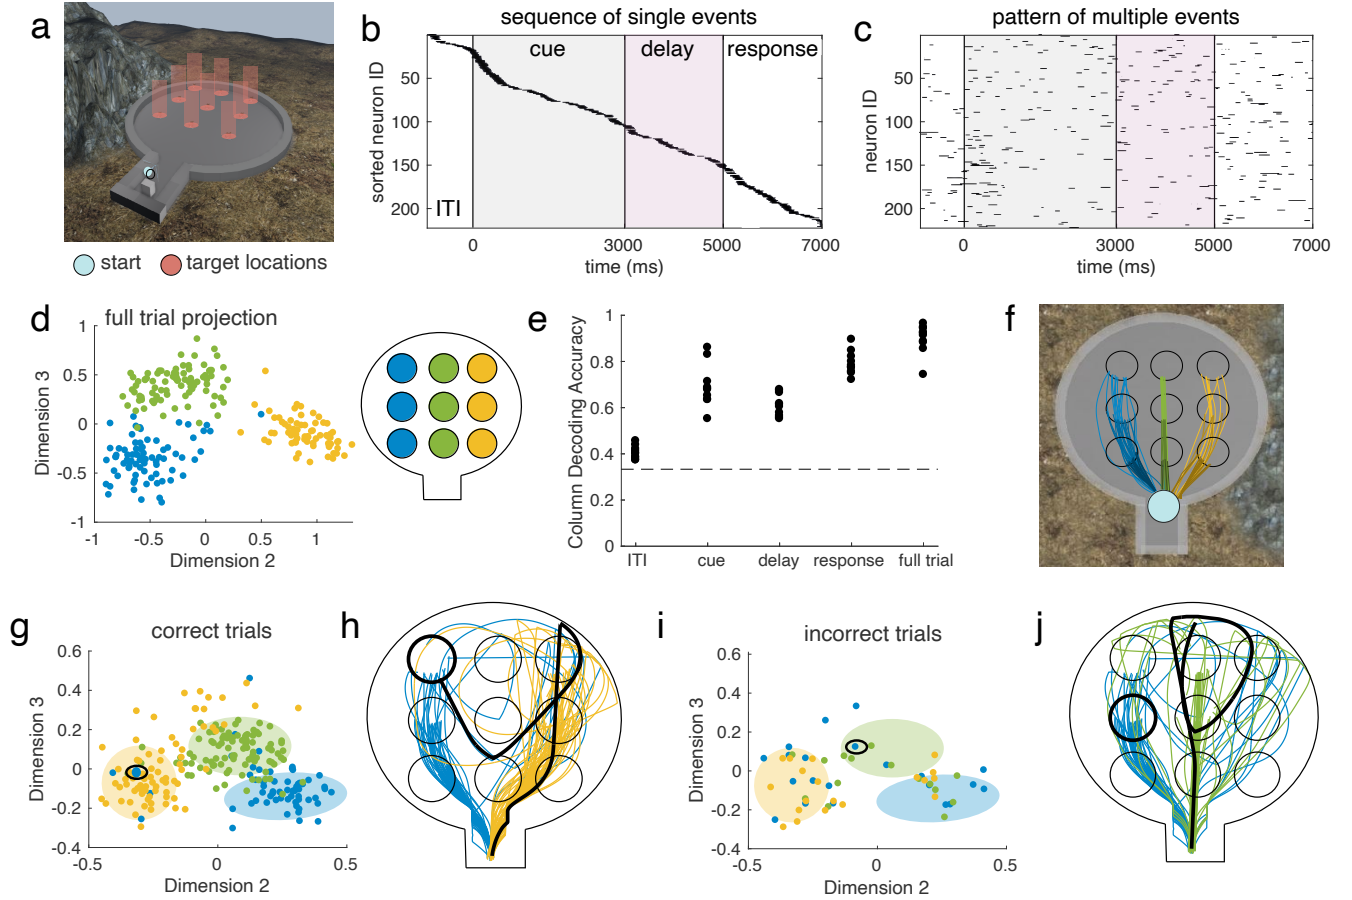 a
start
target locations
b
sequence of single events
cue
delay
response
ITI
sorted neuron ID
50
100
150
200
0
3000
5000
7000
time (ms)
c
pattern of multiple events
neuron ID
50
100
150
200
0
3000
5000
7000
time (ms)
d
full trial projection
Dimension 3
1
0.5
0
-0.5
-1
-1
-0.5
0
0.5
1
Dimension 2
e
Column Decoding Accuracy
1
0.8
0.6
0.4
0.2
0
ITI
cue
delay
response
full trial
f
g
correct trials
Dimension 3
0.6
0.4
0.2
0
-0.2
-0.4
-0.5
0
0.5
Dimension 2
h
i
incorrect trials
Dimension 3
0.6
0.4
0.2
0
-0.2
-0.4
-0.5
0
0.5
Dimension 2
j